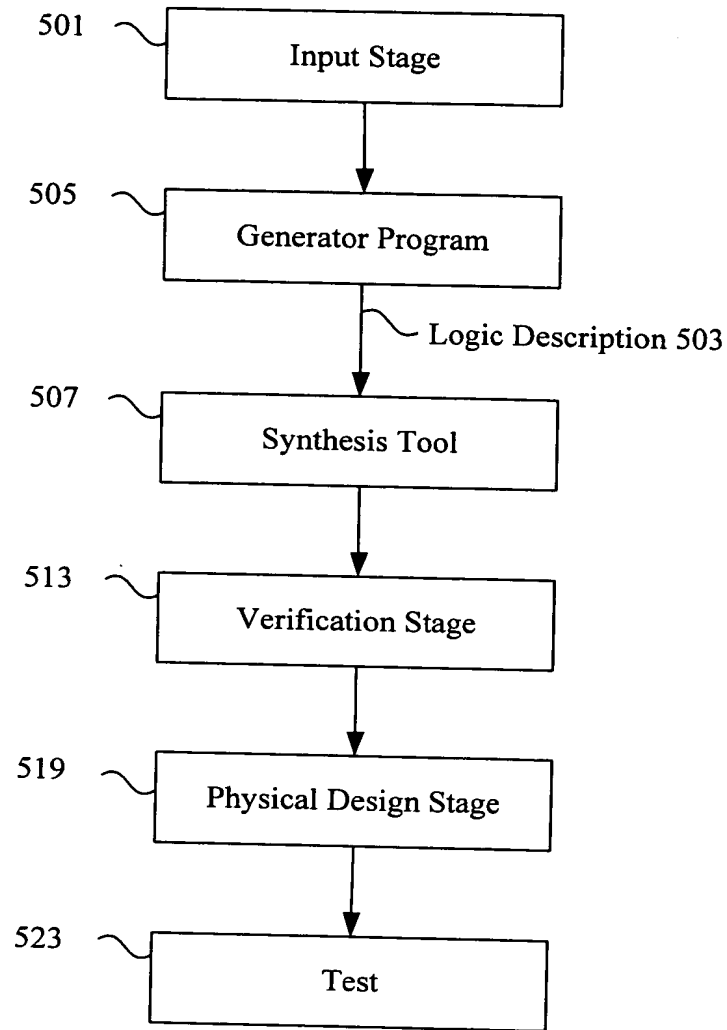 501
Input Stage
505
Generator Program
Logic Description 503
507
Synthesis Tool
513
Verification Stage
519
Physical Design Stage
523
Test